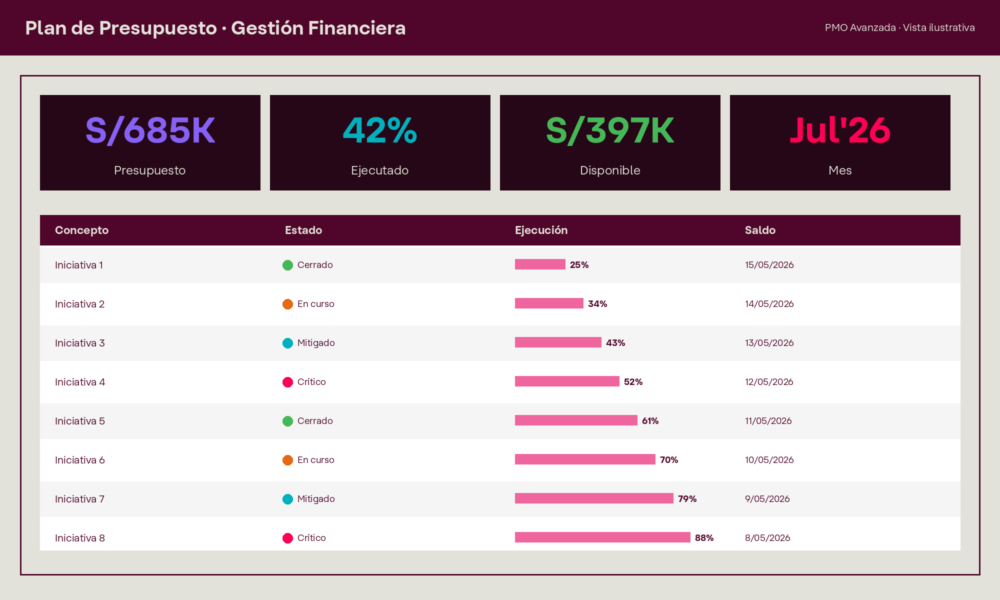 Plan de Presupuesto · Gestión Financiera
PMO Avanzada · Vista ilustrativa
S/685K
Presupuesto
42%
Ejecutado
S/397K
Disponible
Jul'26
Mes
Concepto Estado Ejecución Saldo
Iniciativa 1 Cerrado 25% 15/05/2026
Iniciativa 2 En curso 34% 14/05/2026
Iniciativa 3 Mitigado 43% 13/05/2026
Iniciativa 4 Crítico 52% 12/05/2026
Iniciativa 5 Cerrado 61% 11/05/2026
Iniciativa 6 En curso 70% 10/05/2026
Iniciativa 7 Mitigado 79% 9/05/2026
Iniciativa 8 Crítico 88% 8/05/2026